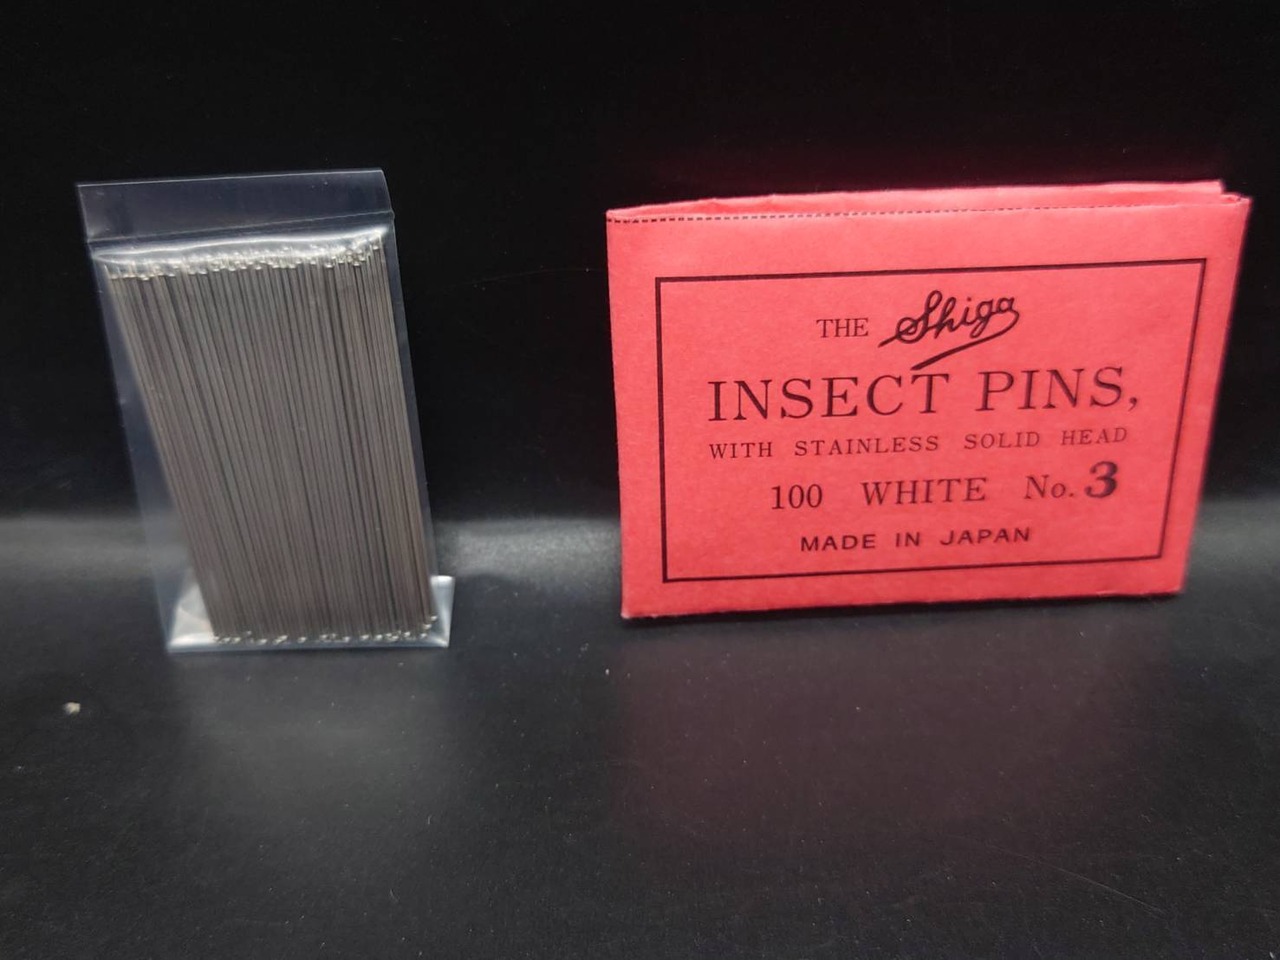 THE Shiga
INSECT PINS,
WITH STAINLESS SOLID HEAD
100 WHITE No. 3
MADE IN JAPAN